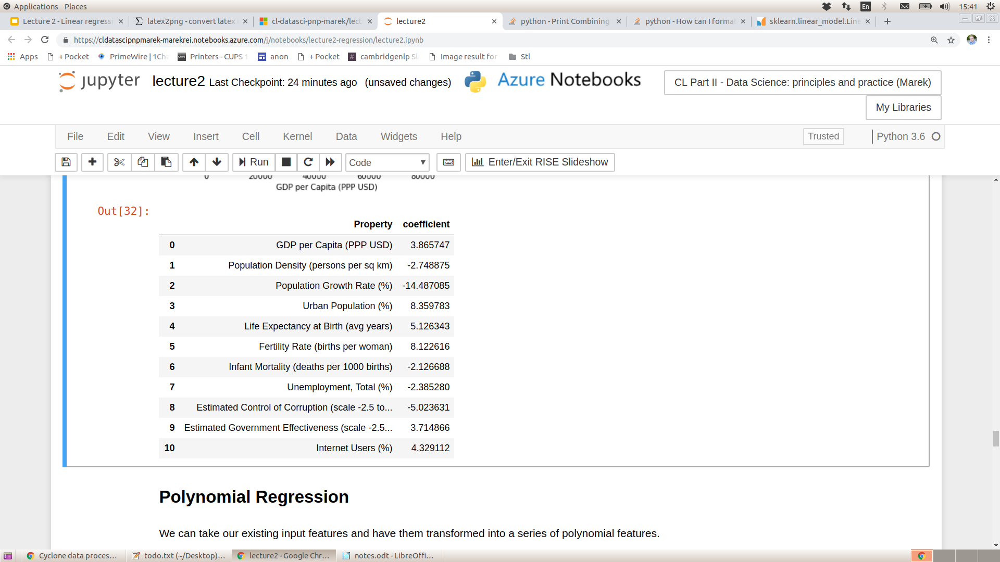 Applications Places En 15:41
Lecture 2 - Linear regressi latex2png - convert latex cl-datasci-pnp-marek/lect lecture2 python - Print Combining python - How can I format sklearn.linear_model.Line
https://cldatascipnpmarek-marekrei.notebooks.azure.com/j/notebooks/lecture2-regression/lecture2.ipynb
Apps + Pocket PrimeWire | 1Cha Printers - CUPS 1 anon + Pocket cambridgenlp Sl Image result for Stl
jupyter lecture2 Last Checkpoint: 24 minutes ago (unsaved changes) Azure Notebooks CL Part II - Data Science: principles and practice (Marek)
My Libraries
File Edit View Insert Cell Kernel Data Widgets Help Trusted Python 3.6
Run Code Enter/Exit RISE Slideshow
0 20000 40000 60000 80000
GDP per Capita (PPP USD)
Out[32]:
Property coefficient
0 GDP per Capita (PPP USD) 3.865747
1 Population Density (persons per sq km) -2.748875
2 Population Growth Rate (%) -14.487085
3 Urban Population (%) 8.359783
4 Life Expectancy at Birth (avg years) 5.126343
5 Fertility Rate (births per woman) 8.122616
6 Infant Mortality (deaths per 1000 births) -2.126688
7 Unemployment, Total (%) -2.385280
8 Estimated Control of Corruption (scale -2.5 to... -5.023631
9 Estimated Government Effectiveness (scale -2.5... 3.714866
10 Internet Users (%) 4.329112
Polynomial Regression
We can take our existing input features and have them transformed into a series of polynomial features.
Cyclone data proces... todo.txt (~/Desktop)... lecture2 - Google Chr... notes.odt - LibreOffi...